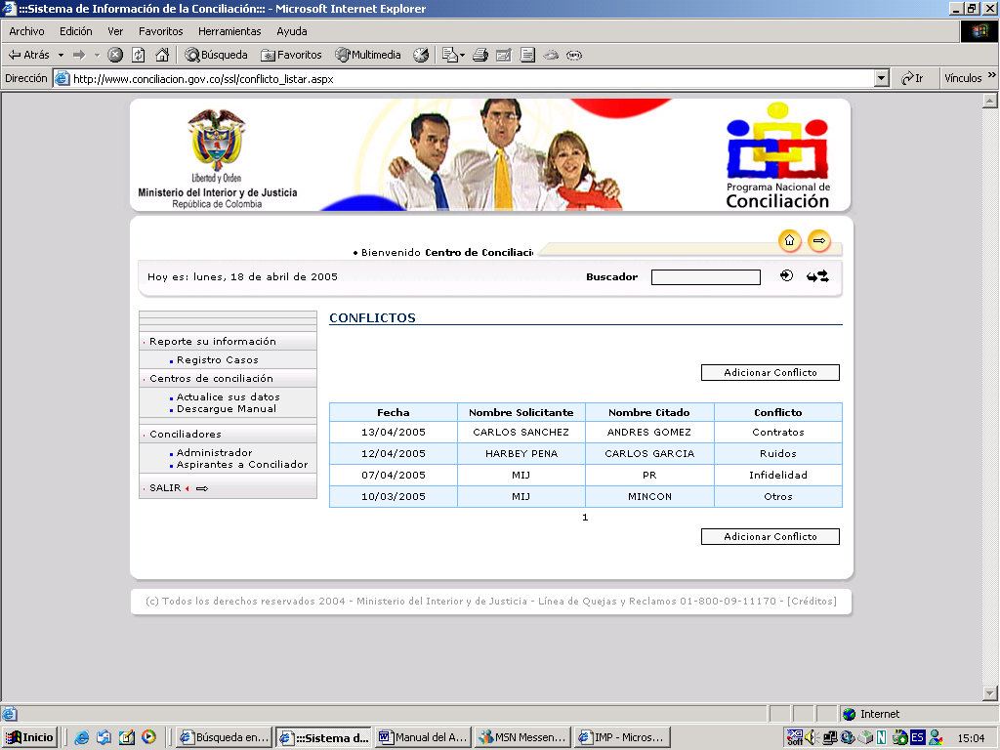 :::Sistema de Información de la Conciliación::: - Microsoft Internet Explorer
Archivo Edición Ver Favoritos Herramientas Ayuda
Atrás Búsqueda Favoritos Multimedia
Dirección http://www.conciliacion.gov.co/ssl/conflicto_listar.aspx Ir Vínculos »
Libertad y Orden
Ministerio del Interior y de Justicia
República de Colombia
Programa Nacional de
Conciliación
• Bienvenido Centro de Conciliaci
Hoy es: lunes, 18 de abril de 2005 Buscador
CONFLICTOS
· Reporte su información
Registro Casos
· Centros de conciliación
Actualice sus datos
Descargue Manual
· Conciliadores
Administrador
Aspirantes a Conciliador
· SALIR
Adicionar Conflicto
Fecha Nombre Solicitante Nombre Citado Conflicto
13/04/2005 CARLOS SANCHEZ ANDRES GOMEZ Contratos
12/04/2005 HARBEY PENA CARLOS GARCIA Ruidos
07/04/2005 MIJ PR Infidelidad
10/03/2005 MIJ MINCON Otros
1
Adicionar Conflicto
(c) Todos los derechos reservados 2004 - Ministerio del Interior y de Justicia - Línea de Quejas y Reclamos 01-800-09-11170 - [Créditos]
Internet
Inicio Búsqueda en... :::Sistema d... Manual del A... MSN Messen... IMP - Micros... ES 15:04